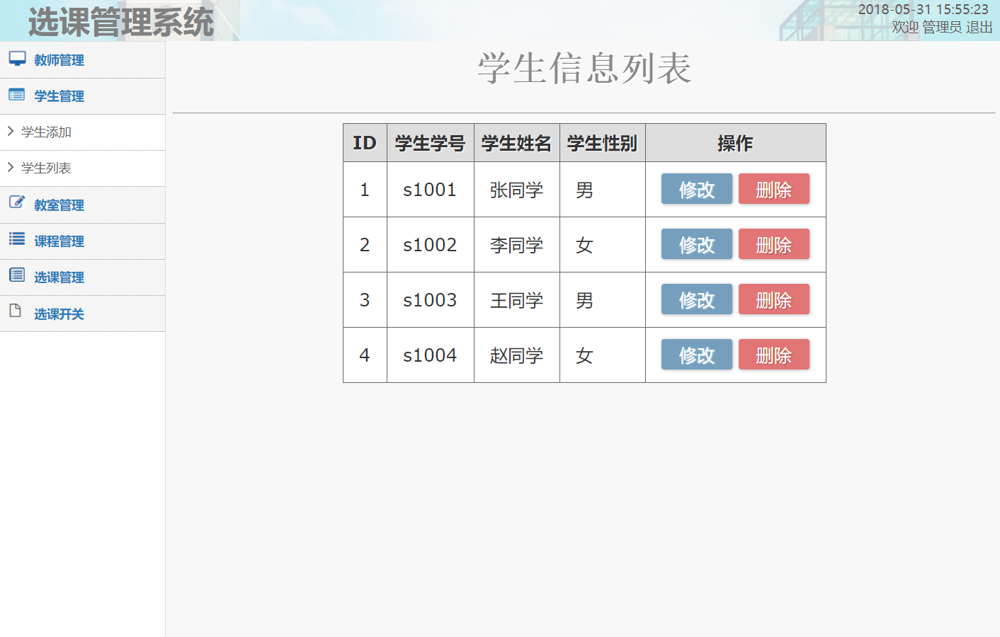 选课管理系统
2018-05-31 15:55:23
欢迎 管理员 退出
教师管理
学生管理
学生添加
学生列表
教室管理
课程管理
选课管理
选课开关
学生信息列表
ID 学生学号 学生姓名 学生性别 操作
1 s1001 张同学 男 修改 删除
2 s1002 李同学 女 修改 删除
3 s1003 王同学 男 修改 删除
4 s1004 赵同学 女 修改 删除